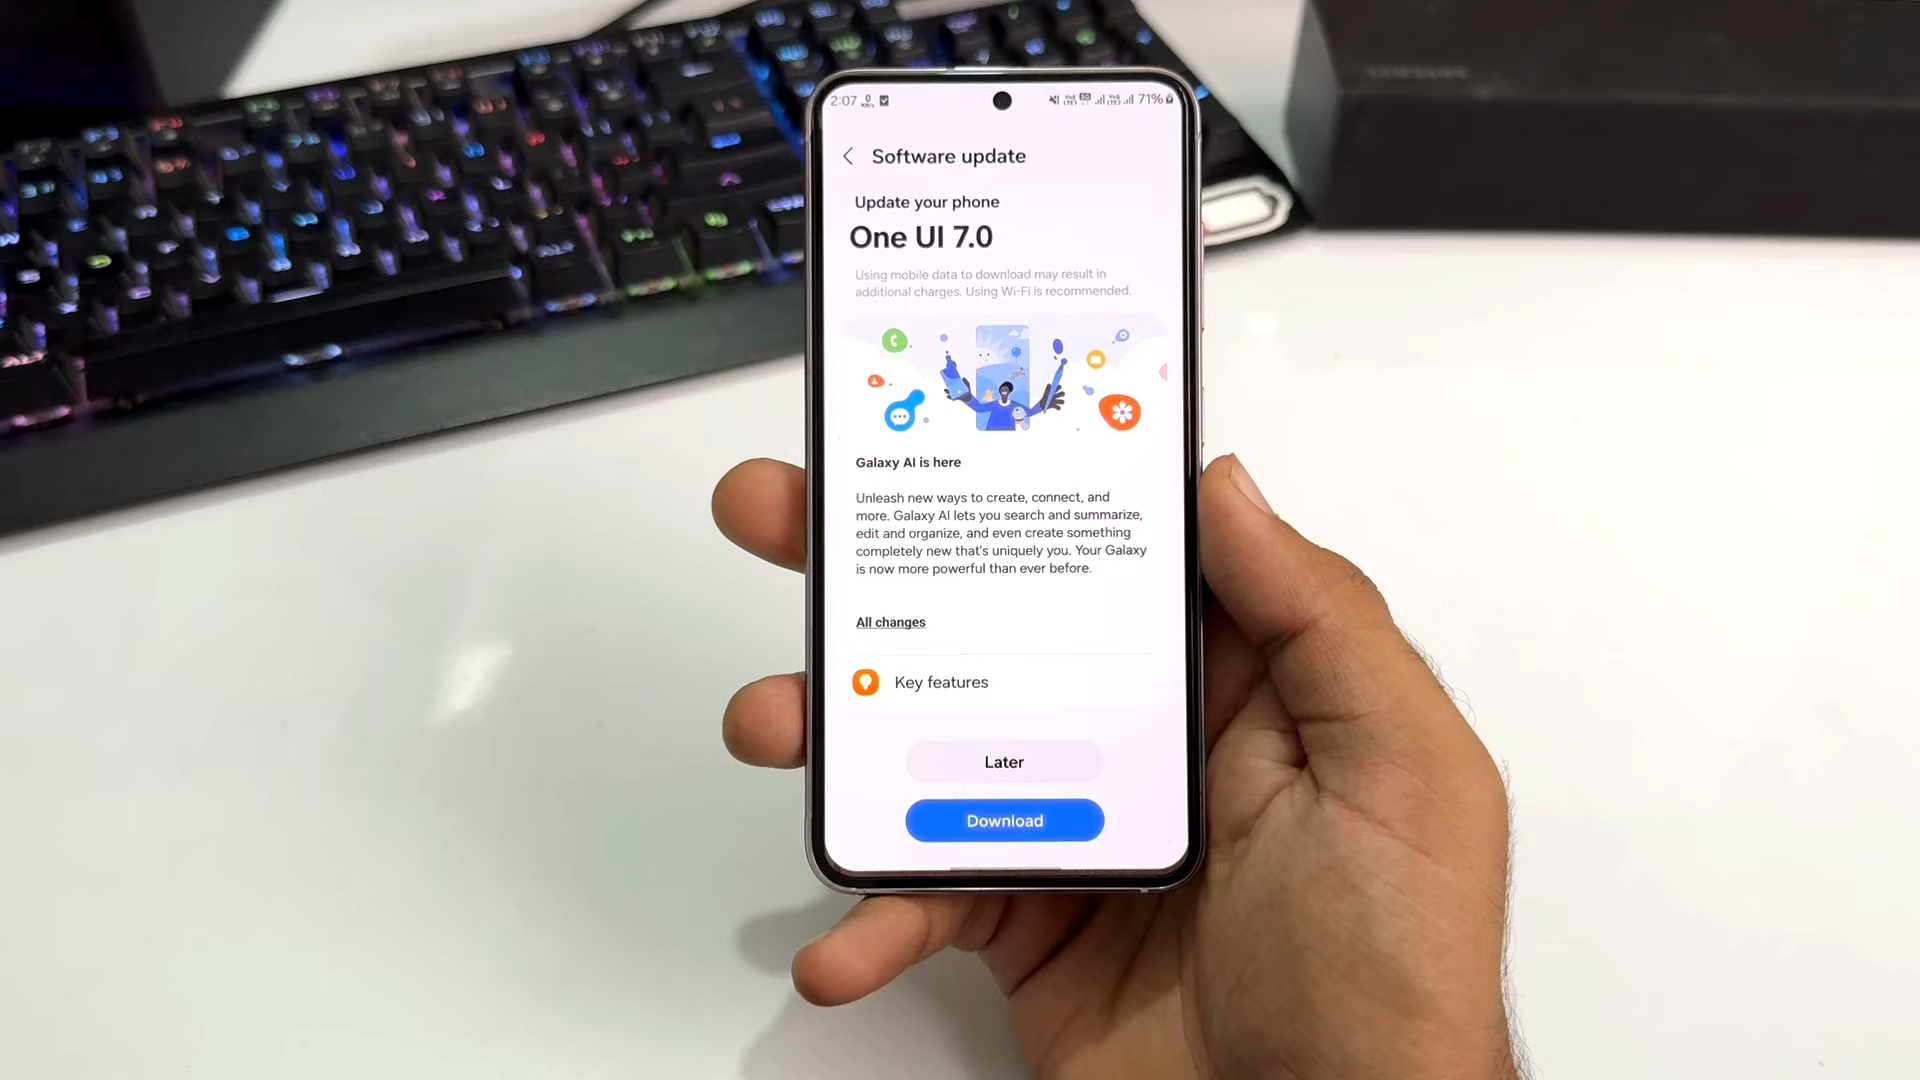 2:07
71%
Software update
Update your phone
One UI 7.0
Using mobile data to download may result in
additional charges. Using Wi-Fi is recommended.
Galaxy AI is here
Unleash new ways to create, connect, and
more. Galaxy AI lets you search and summarize,
edit and organize, and even create something
completely new that's uniquely you. Your Galaxy
is now more powerful than ever before.
All changes
Key features
Later
Download